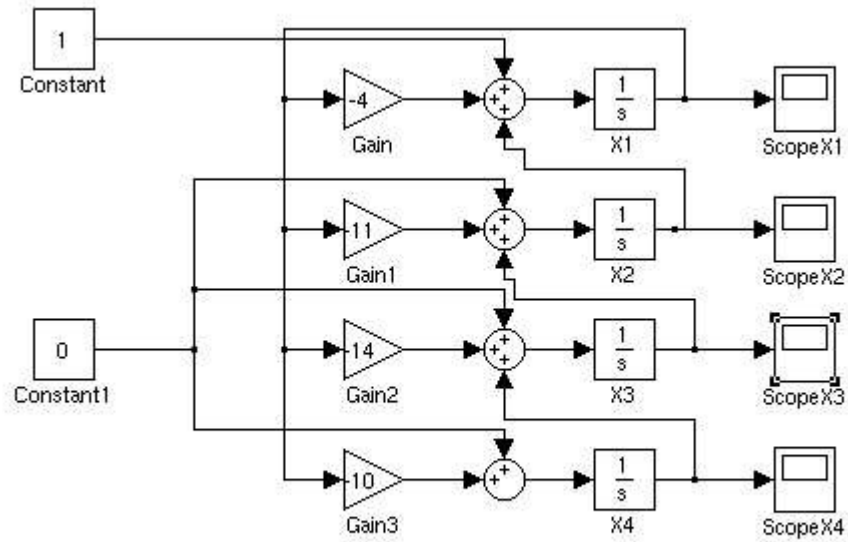 1
Constant
-4
Gain
+
+
+
1
s
X1
ScopeX1
-11
Gain1
+
+
+
1
s
X2
ScopeX2
0
Constant1
-14
Gain2
+
+
+
1
s
X3
ScopeX3
-10
Gain3
+
+
1
s
X4
ScopeX4